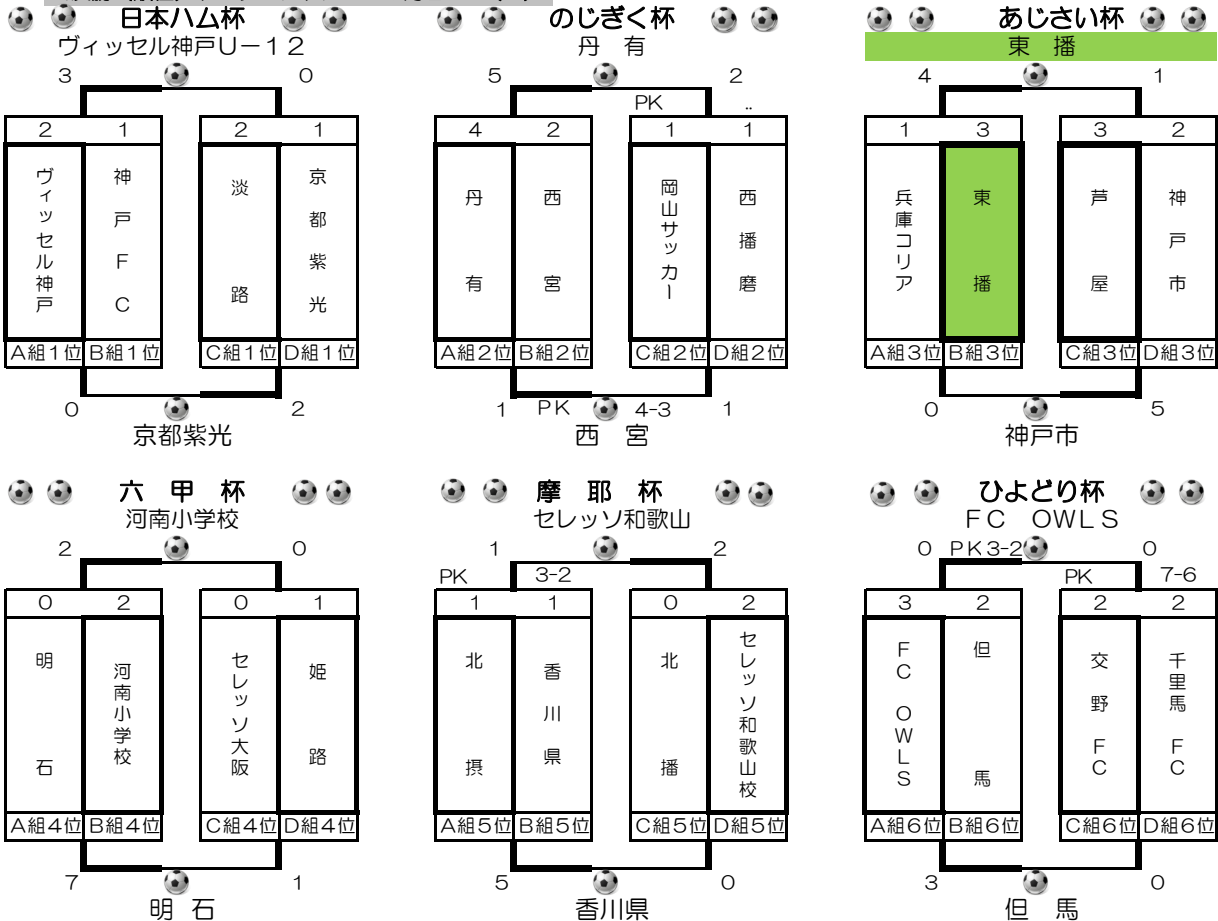 日本ハム杯
ヴィッセル神戸U－１２
3 0
2 1 2 1
ヴィッセル神戸
神戸FC
淡路
京都紫光
A組1位 B組1位 C組1位 D組1位
0 2
京都紫光
のじぎく杯
丹 有
5 2
PK ..
4 2 1 1
丹有
西宮
岡山サッカー
西播磨
A組2位 B組2位 C組2位 D組2位
1 PK 4-3 1
西 宮
あじさい杯
東 播
4 1
1 3 3 2
兵庫コリア
東播
芦屋
神戸市
A組3位 B組3位 C組3位 D組3位
0 5
神戸市
六 甲 杯
河南小学校
2 0
0 2 0 1
明石
河南小学校
セレッソ大阪
姫路
A組4位 B組4位 C組4位 D組4位
7 1
明 石
摩 耶 杯
セレッソ和歌山
1 2
PK 3-2
1 1 0 2
北摂
香川県
北播
セレッソ和歌山校
A組5位 B組5位 C組5位 D組5位
5 0
香川県
ひよどり杯
FC OWLS
0 PK3-2 0
PK 7-6
3 2 2 2
FC OWLS
但馬
交野FC
千里馬FC
A組6位 B組6位 C組6位 D組6位
3 0
但 馬